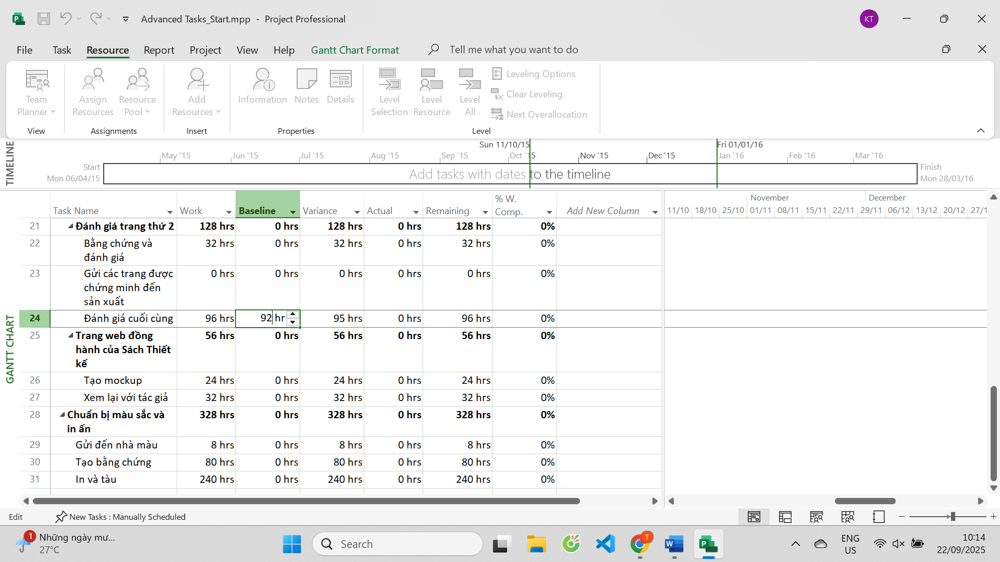 Advanced Tasks_Start.mpp - Project Professional
KT
File Task Resource Report Project View Help Gantt Chart Format Tell me what you want to do
Team Planner
View
Assign Resources
Resource Pool
Assignments
Add Resources
Insert
Information
Notes
Details
Properties
Level Selection
Level Resource
Level All
Leveling Options
Clear Leveling
Next Overallocation
Level
TIMELINE
Sun 11/10/15 Fri 01/01/16
May '15 Jun '15 Jul '15 Aug '15 Sep '15 Oct '15 Nov '15 Dec '15 Jan '16 Feb '16 Mar '16
Start
Mon 06/04/15
Add tasks with dates to the timeline
Finish
Mon 28/03/16
GANTT CHART
Task Name Work Baseline Variance Actual Remaining % W. Comp. Add New Column
November December
11/10 18/10 25/10 01/11 08/11 15/11 22/11 29/11 06/12 13/12 20/12 27/1
21 Đánh giá trang thứ 2 128 hrs 0 hrs 128 hrs 0 hrs 128 hrs 0%
22 Bằng chứng và 32 hrs 0 hrs 32 hrs 0 hrs 32 hrs 0%
đánh giá
23 Gửi các trang được 0 hrs 0 hrs 0 hrs 0 hrs 0 hrs 0%
chứng minh đến
sản xuất
24 Đánh giá cuối cùng 96 hrs 92 hr 95 hrs 0 hrs 96 hrs 0%
25 Trang web đồng 56 hrs 0 hrs 56 hrs 0 hrs 56 hrs 0%
hành của Sách Thiết
kế
26 Tạo mockup 24 hrs 0 hrs 24 hrs 0 hrs 24 hrs 0%
27 Xem lại với tác giả 32 hrs 0 hrs 32 hrs 0 hrs 32 hrs 0%
28 Chuẩn bị màu sắc và 328 hrs 0 hrs 328 hrs 0 hrs 328 hrs 0%
in ấn
29 Gửi đến nhà màu 8 hrs 0 hrs 8 hrs 0 hrs 8 hrs 0%
30 Tạo bằng chứng 80 hrs 0 hrs 80 hrs 0 hrs 80 hrs 0%
31 In và tàu 240 hrs 0 hrs 240 hrs 0 hrs 240 hrs 0%
Edit New Tasks : Manually Scheduled
1 Những ngày mư...
27°C
Search
T
ENG
US
10:14
22/09/2025